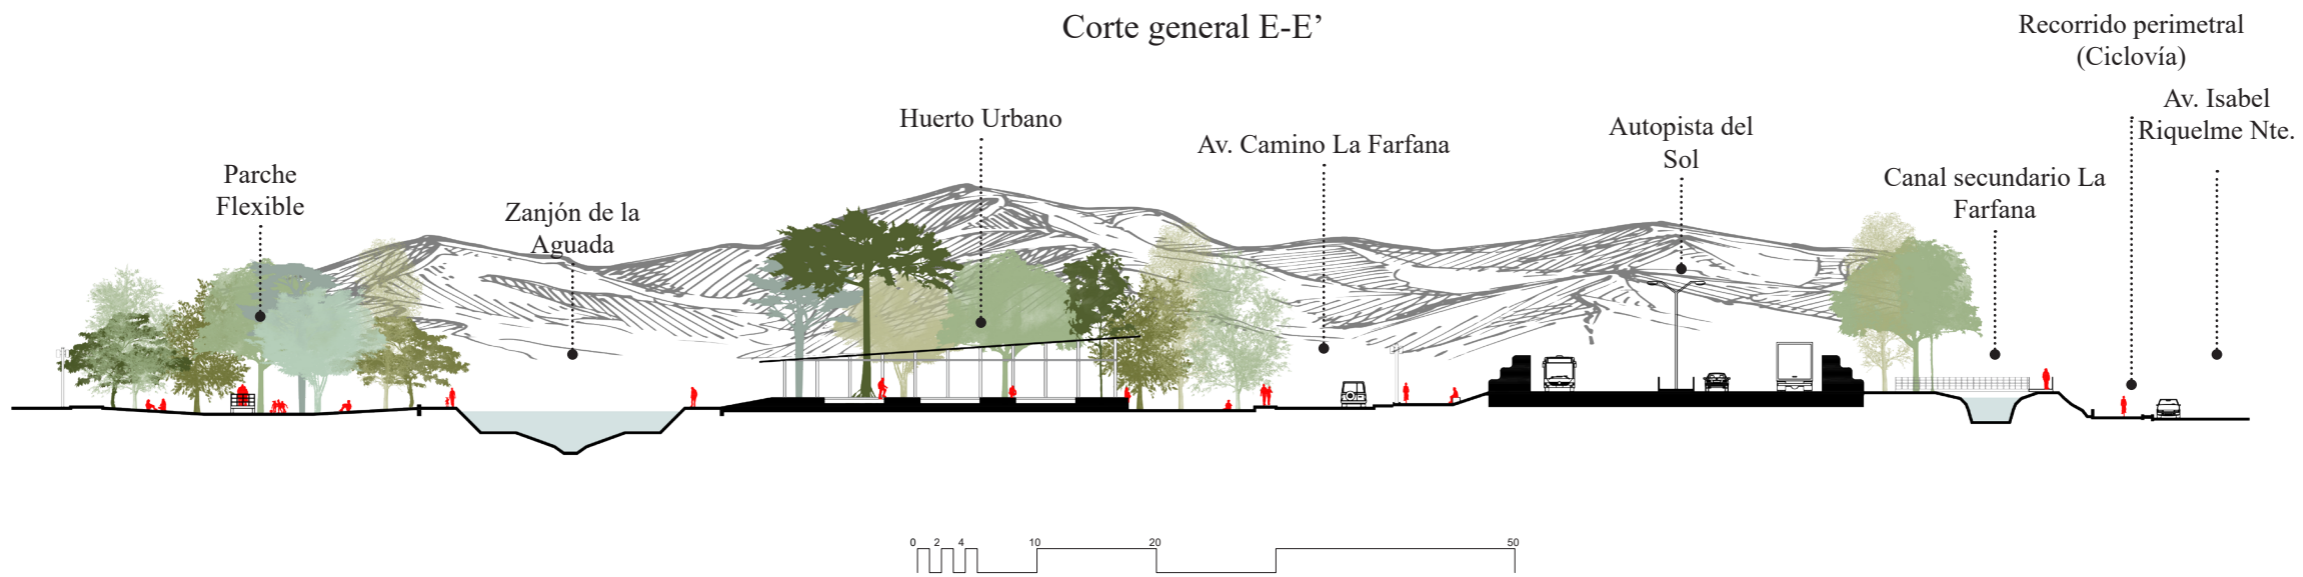 Corte general E-E’
Recorrido perimetral
(Ciclovía)
Av. Isabel
Riquelme Nte.
Huerto Urbano
Autopista del
Sol
Av. Camino La Farfana
Parche
Flexible
Canal secundario La
Farfana
Zanjón de la
Aguada
0 2 4 10 20 50